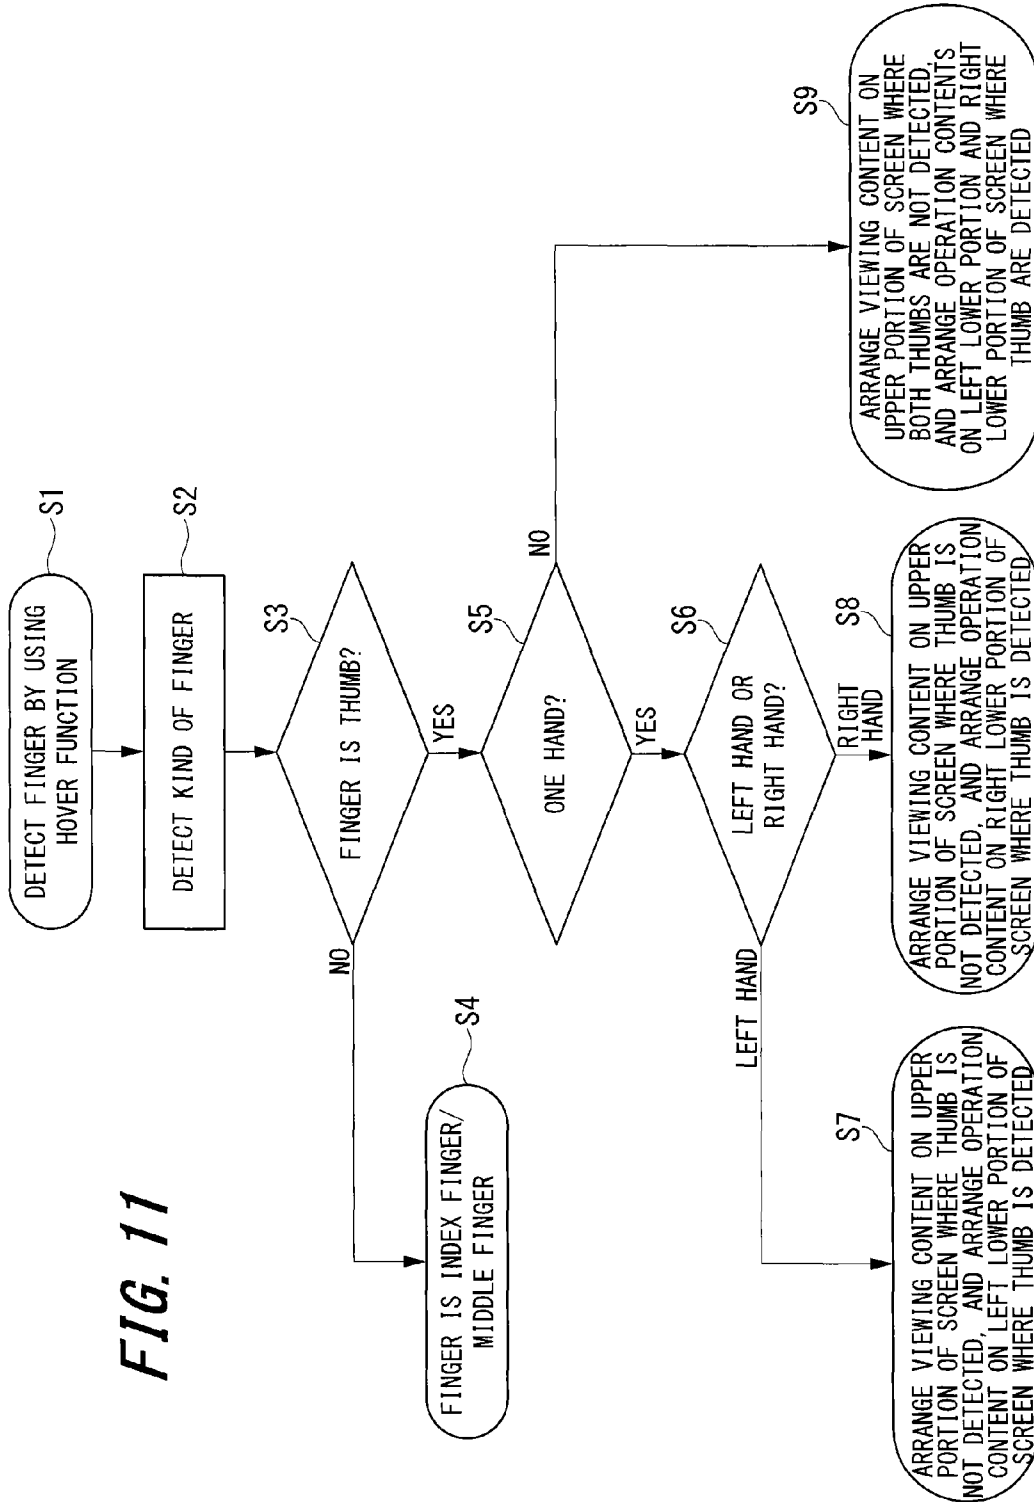 FIG. 11
DETECT FINGER BY USING
HOVER FUNCTION
S1
DETECT KIND OF FINGER
S2
FINGER IS THUMB?
S3
NO
YES
FINGER IS INDEX FINGER/
MIDDLE FINGER
S4
ONE HAND?
S5
NO
YES
LEFT HAND OR
RIGHT HAND?
S6
LEFT HAND
RIGHT
HAND
ARRANGE VIEWING CONTENT ON UPPER
PORTION OF SCREEN WHERE THUMB IS
NOT DETECTED, AND ARRANGE OPERATION
CONTENT ON LEFT LOWER PORTION OF
SCREEN WHERE THUMB IS DETECTED
S7
ARRANGE VIEWING CONTENT ON UPPER
PORTION OF SCREEN WHERE THUMB IS
NOT DETECTED, AND ARRANGE OPERATION
CONTENT ON RIGHT LOWER PORTION OF
SCREEN WHERE THUMB IS DETECTED
S8
ARRANGE VIEWING CONTENT ON
UPPER PORTION OF SCREEN WHERE
BOTH THUMBS ARE NOT DETECTED,
AND ARRANGE OPERATION CONTENTS
ON LEFT LOWER PORTION AND RIGHT
LOWER PORTION OF SCREEN WHERE
THUMB ARE DETECTED
S9